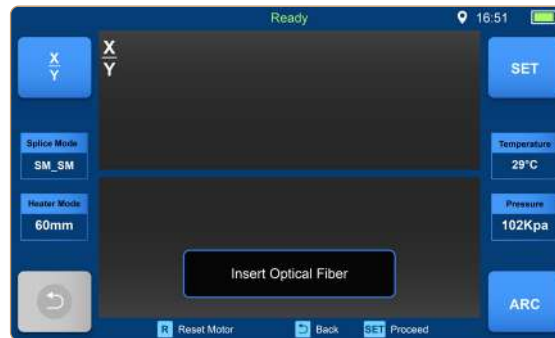 Ready
16:51
X
Y
X
Y
SET
Splice Mode
SM_SM
Temperature
29°C
Heater Mode
60mm
Pressure
102Kpa
Insert Optical Fiber
ARC
R Reset Motor
Back
SET Proceed